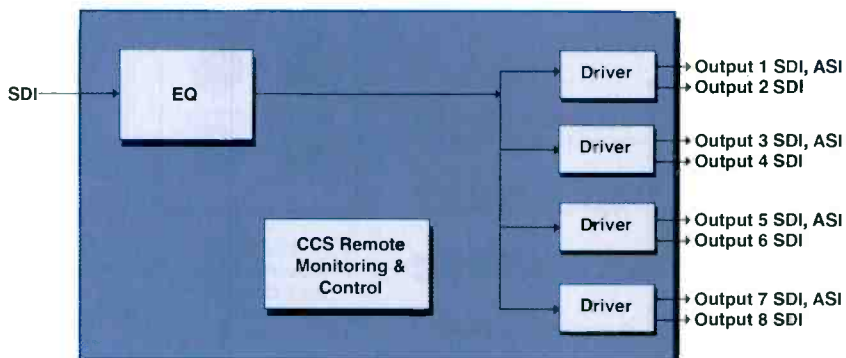 SDI
EQ
CCS Remote
Monitoring &
Control
Driver
Output 1 SDI, ASI
Output 2 SDI
Driver
Output 3 SDI, ASI
Output 4 SDI
Driver
Output 5 SDI, ASI
Output 6 SDI
Driver
Output 7 SDI, ASI
Output 8 SDI